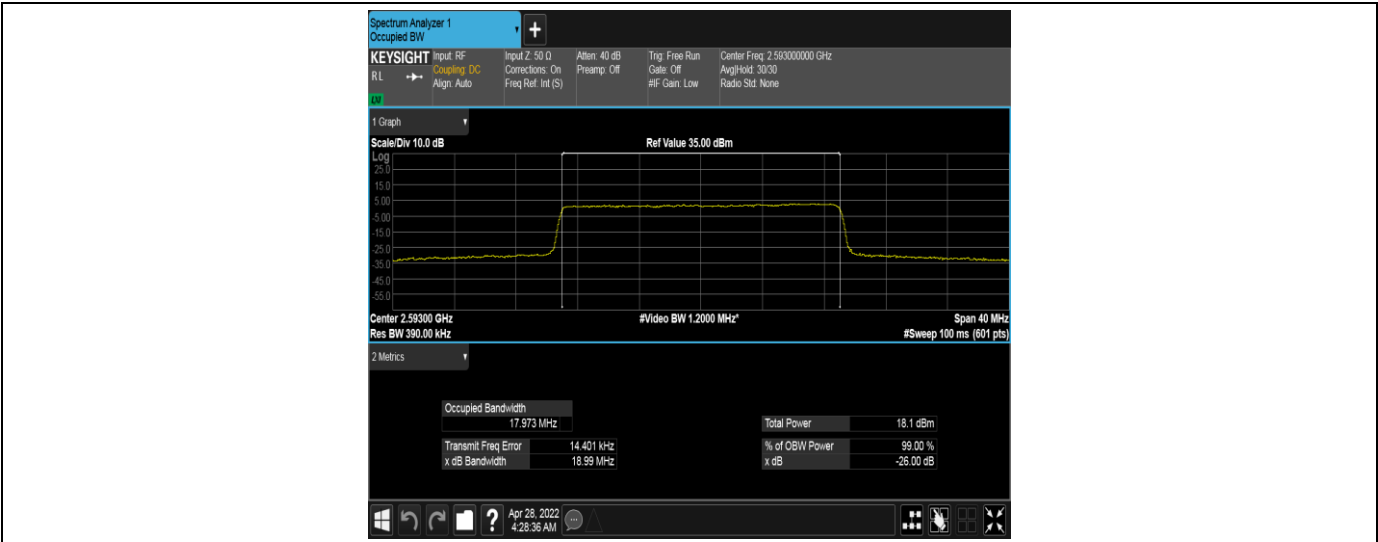 Spectrum Analyzer 1
Occupied BW
+
KEYSIGHT Input: RF Input Z: 50 Ω Atten: 40 dB Trig: Free Run Center Freq: 2.593000000 GHz
RL Coupling: DC Corrections: On Preamp: Off Gate: Off Avg|Hold: 30/30
Align: Auto Freq Ref: Int (S) #IF Gain: Low Radio Std: None
LXI
1 Graph
Scale/Div 10.0 dB Ref Value 35.00 dBm
Log
25.0
15.0
5.00
-5.00
-15.0
-25.0
-35.0
-45.0
-55.0
Center 2.59300 GHz #Video BW 1.2000 MHz* Span 40 MHz
Res BW 390.00 kHz #Sweep 100 ms (601 pts)
2 Metrics
Occupied Bandwidth
17.973 MHz Total Power 18.1 dBm
Transmit Freq Error 14.401 kHz % of OBW Power 99.00 %
x dB Bandwidth 18.99 MHz x dB -26.00 dB
? Apr 28, 2022
4:28:36 AM